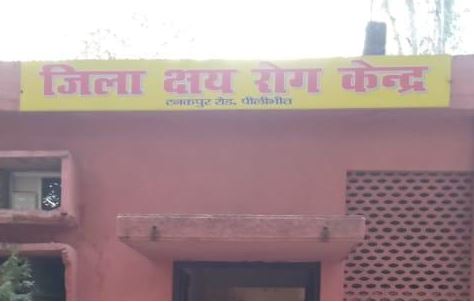 जिला क्षय रोग केन्द्र
टनकपुर रोड, पीलीभीत